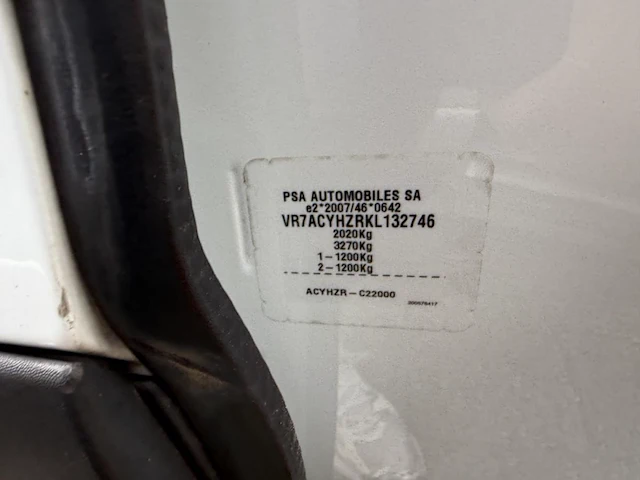 PSA AUTOMOBILES SA
e2*2007/46*0642
VR7ACYHZRKL132746
2020Kg
3270Kg
1-1200Kg
2-1200Kg
ACYHZR-C22000